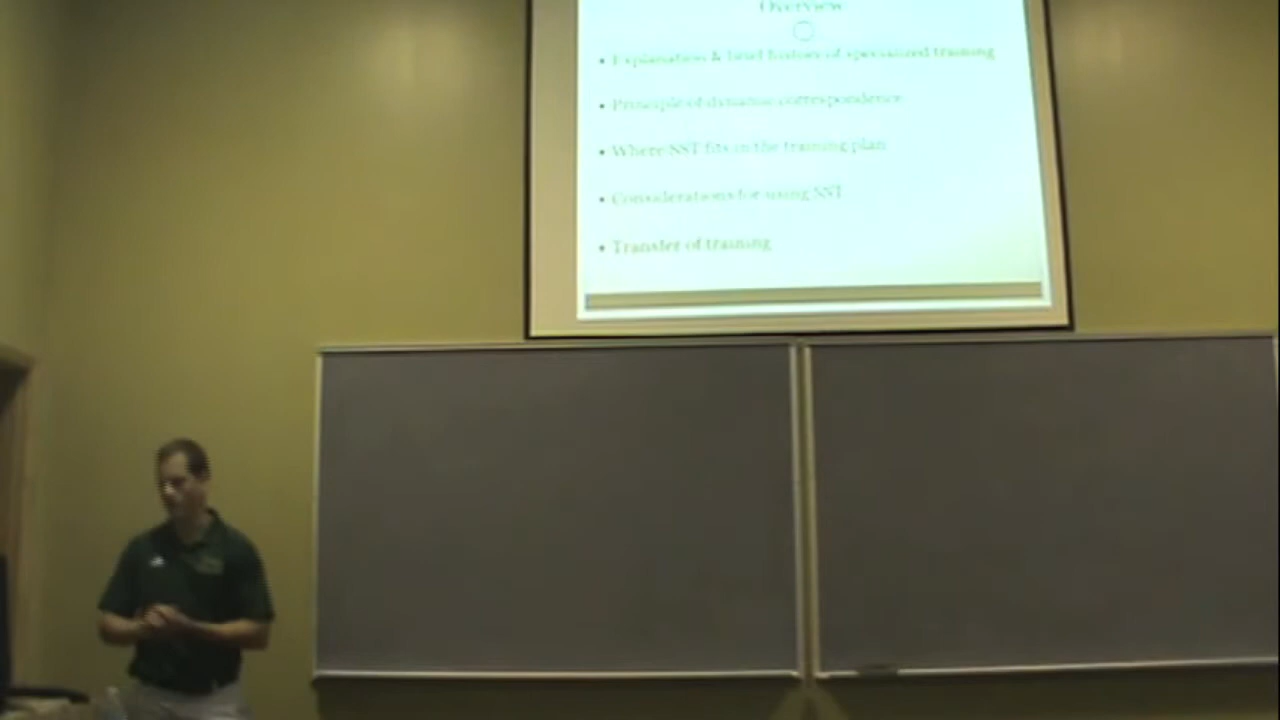 Overview
• Explanation & brief history of specialized training
• Principle of dynamic correspondence
• Where SST fits in the training plan
• Considerations for using SST
• Transfer of training